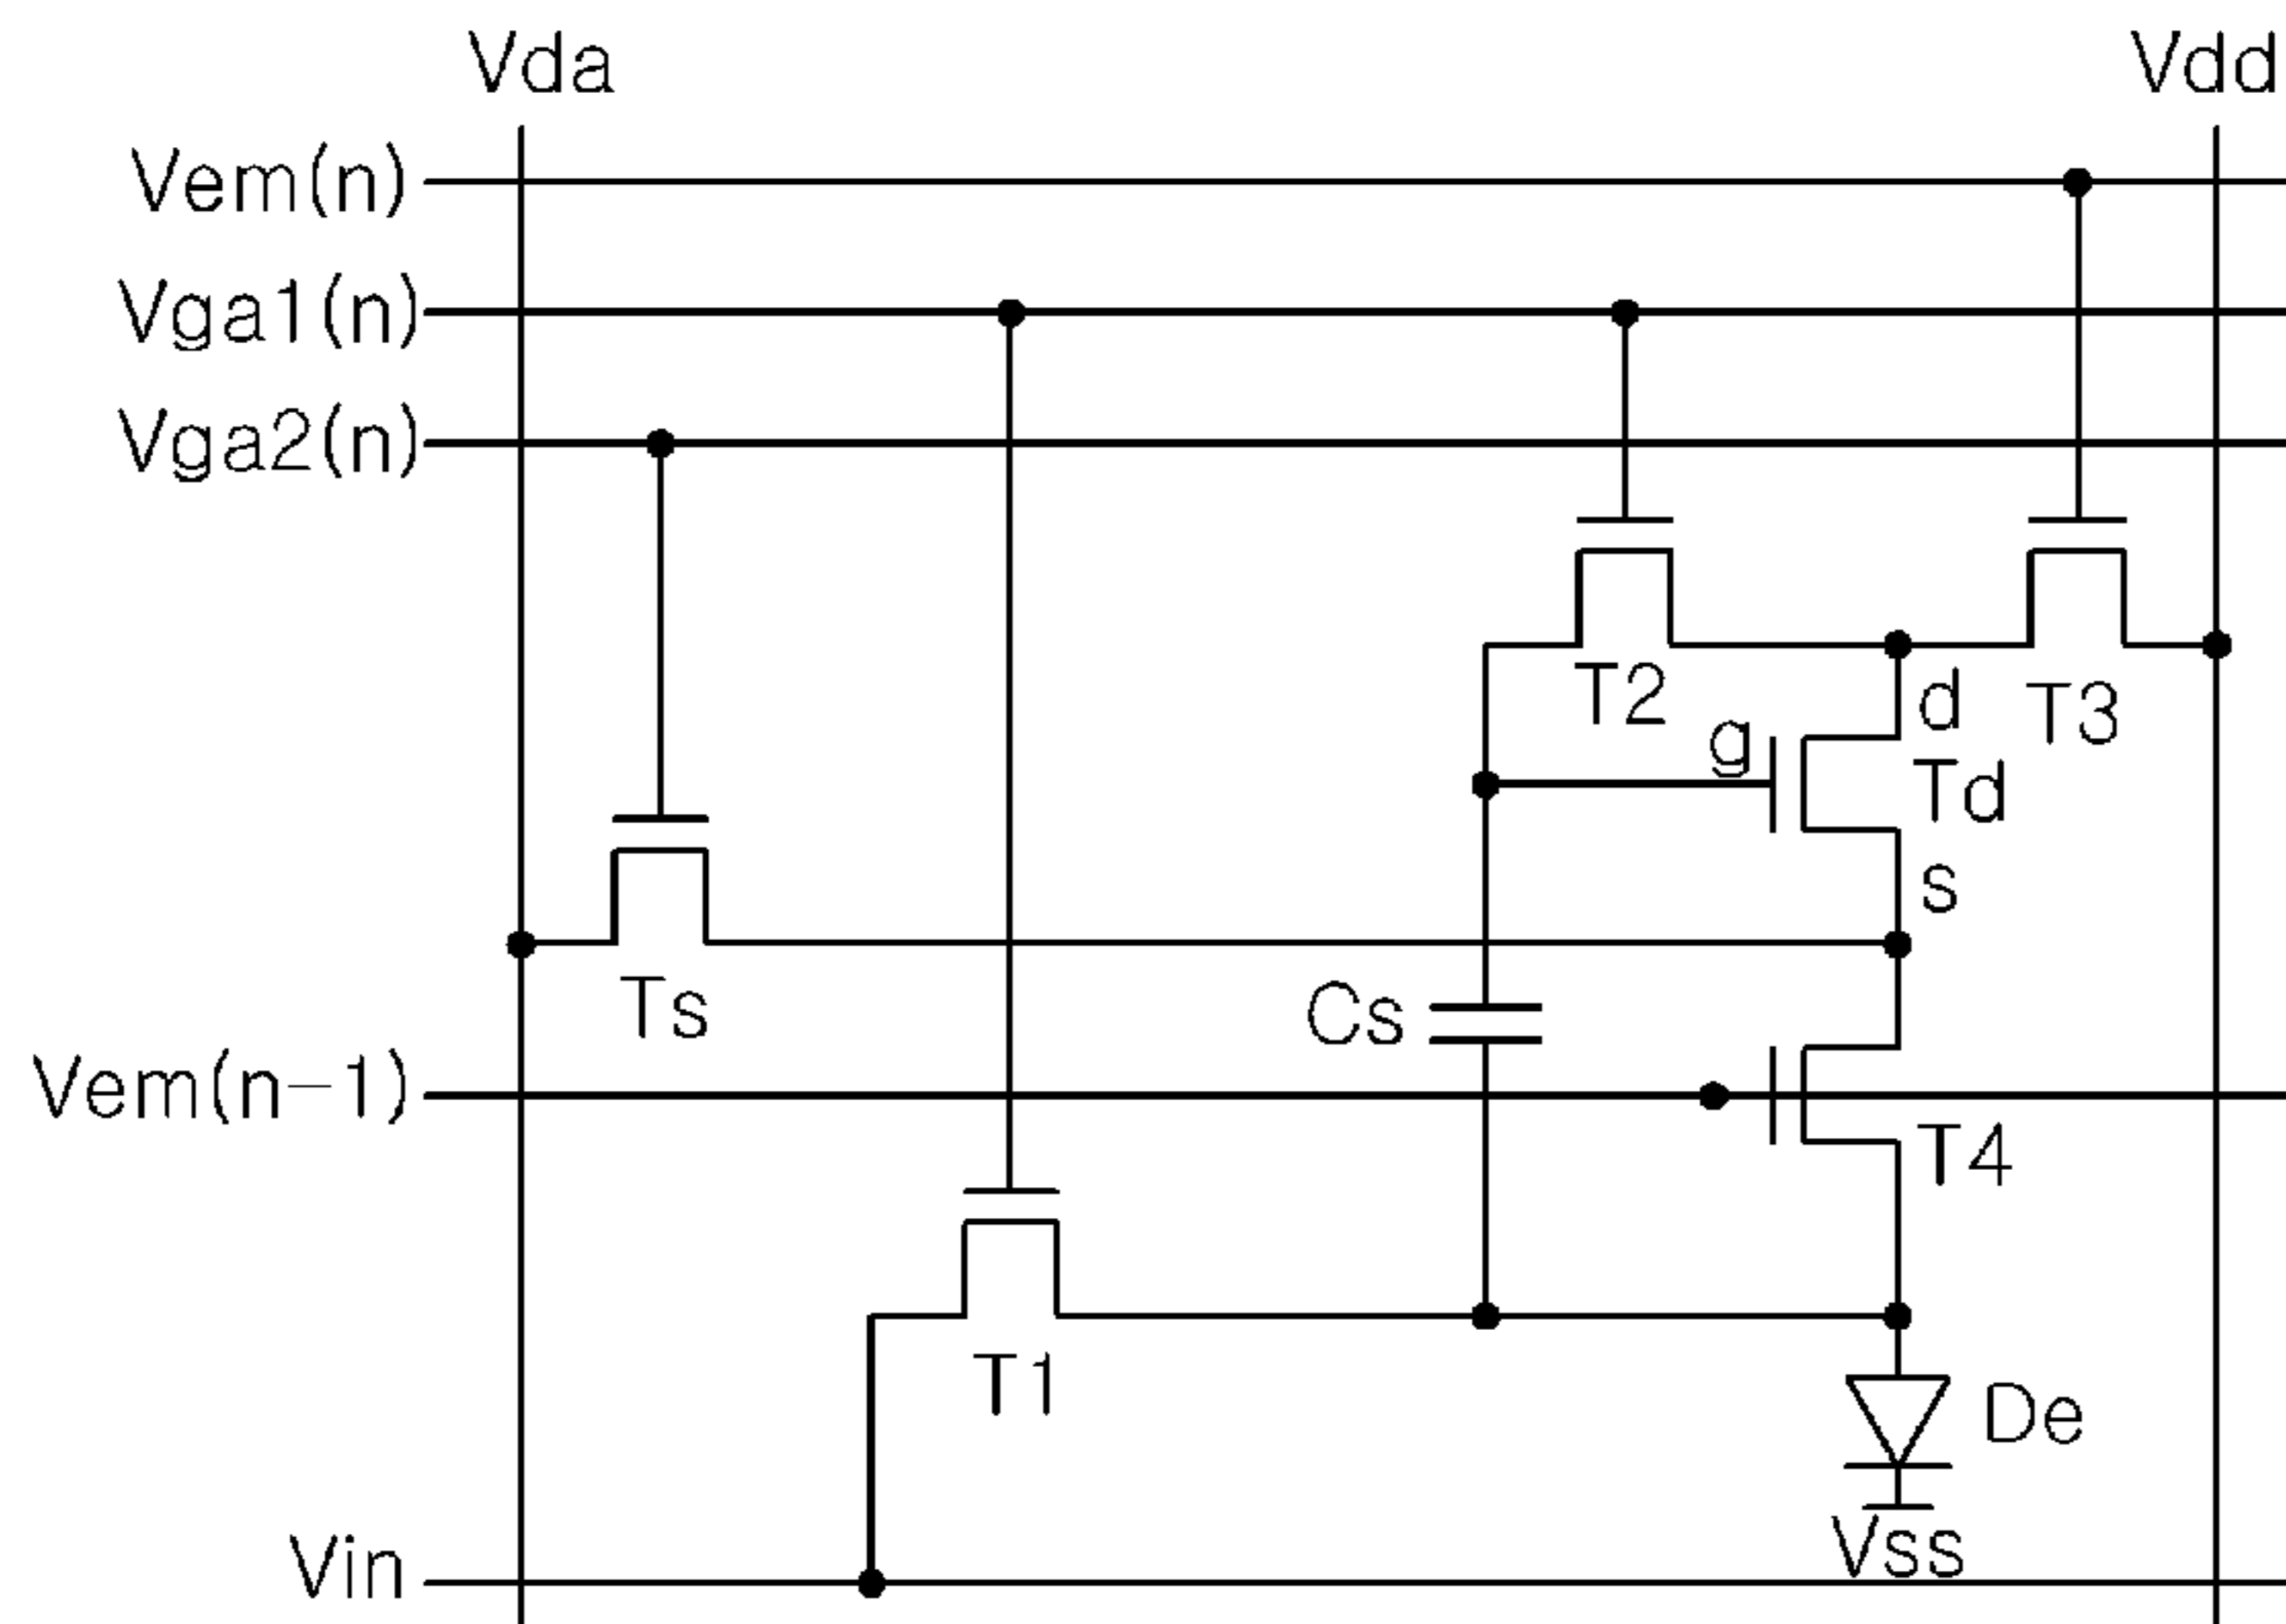 Vda
Vdd
Vem(n)
Vga1(n)
Vga2(n)
T2
d
T3
g
Td
s
Ts
Cs
Vem(n-1)
T4
T1
De
Vss
Vin